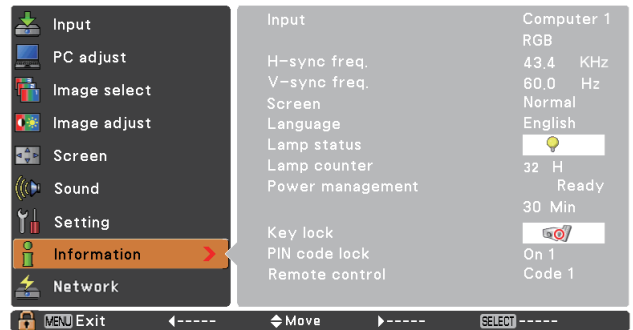 Input
PC adjust
Image select
Image adjust
Screen
Sound
Setting
Information
Network
Input Computer 1
RGB
H-sync freq. 43.4 KHz
V-sync freq. 60.0 Hz
Screen Normal
Language English
Lamp status
Lamp counter 32 H
Power management Ready
30 Min
Key lock
PIN code lock On 1
Remote control Code 1
MENU Exit ----- Move ----- SELECT -----